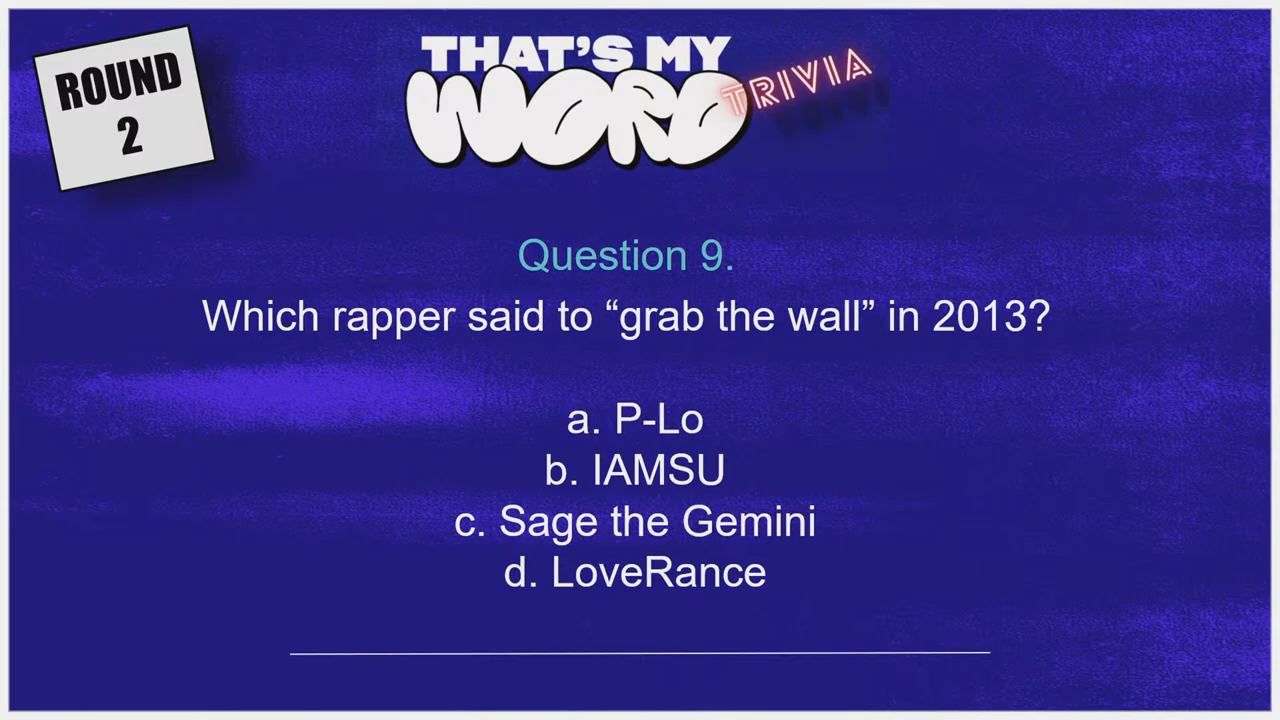 ROUND
2
THAT'S MY
WORD
TRIVIA
Question 9.
Which rapper said to “grab the wall” in 2013?
a. P-Lo
b. IAMSU
c. Sage the Gemini
d. LoveRance